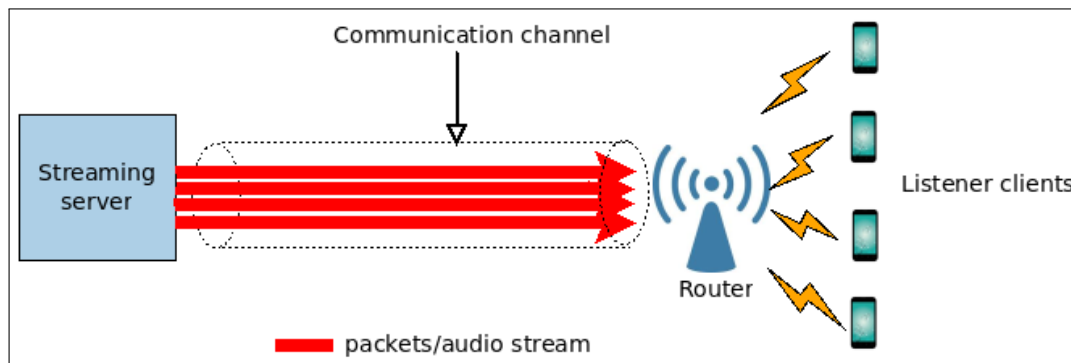 Communication channel
Streaming
server
Listener clients
Router
packets/audio stream